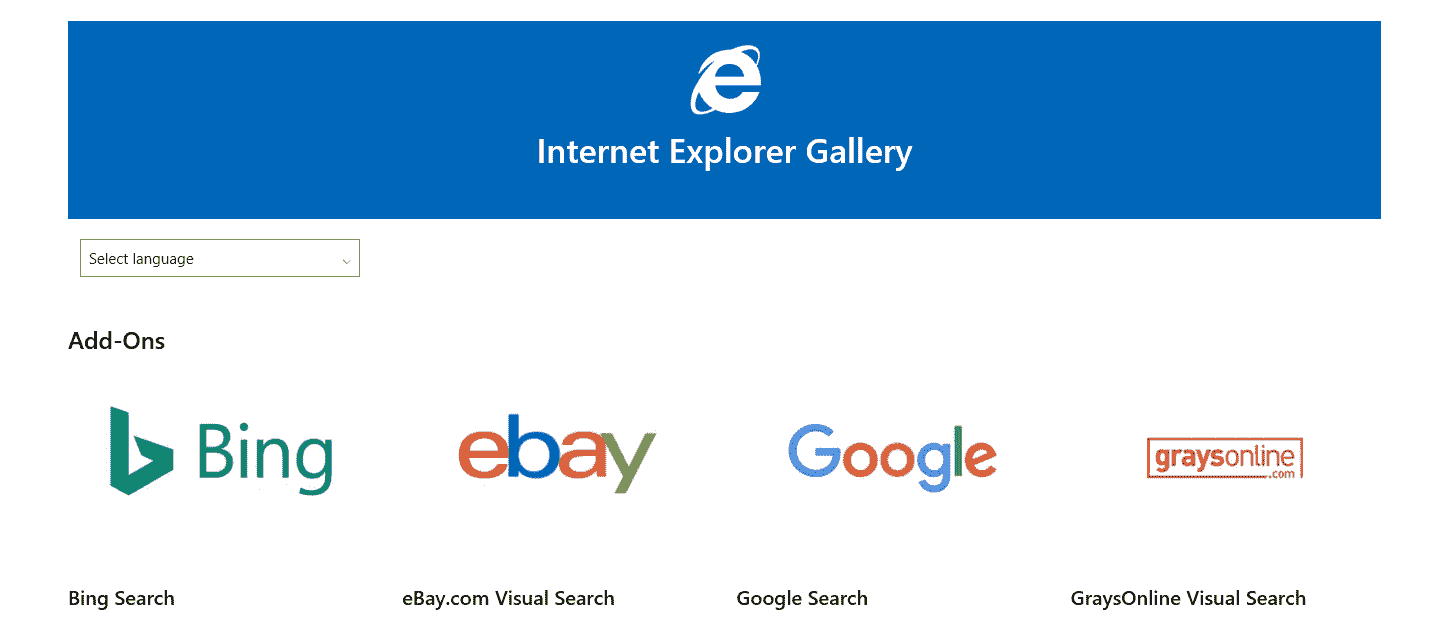 Internet Explorer Gallery
Select language
Add-Ons
Bing
ebay
Google
graysonline
.com
Bing Search
eBay.com Visual Search
Google Search
GraysOnline Visual Search